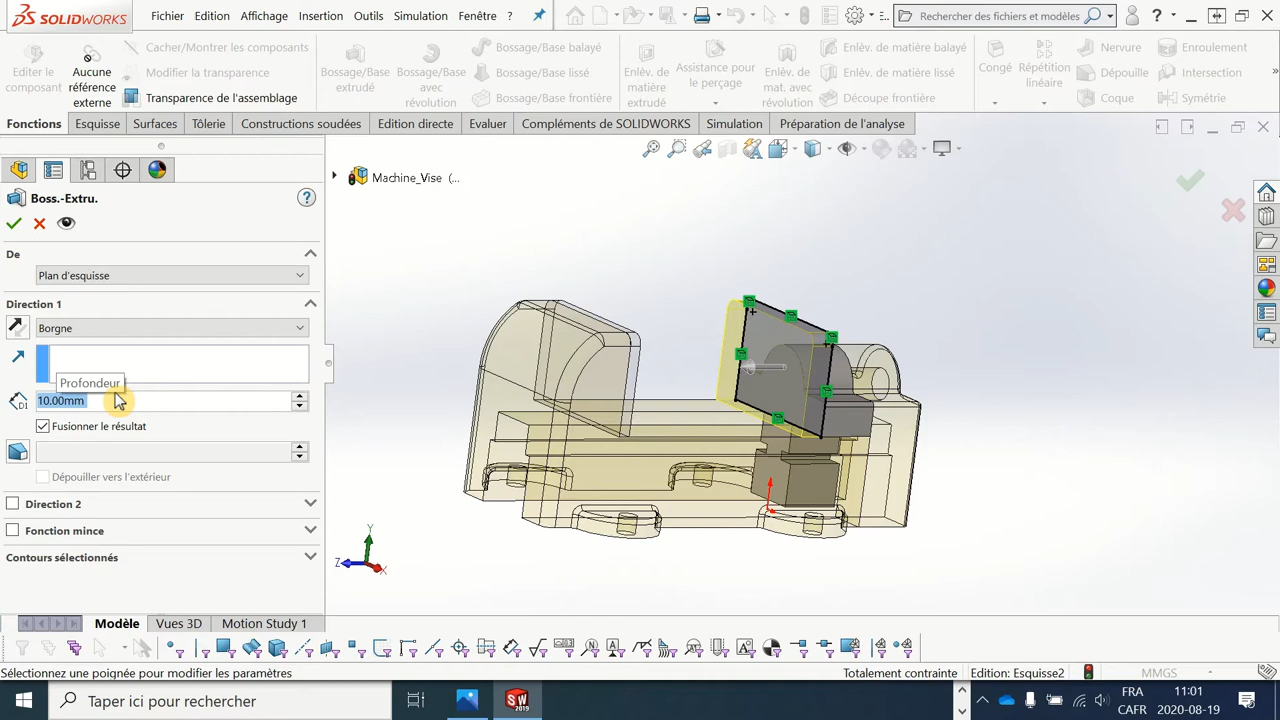 SOLIDWORKS
Fichier Edition Affichage Insertion Outils Simulation Fenêtre ?
Rechercher des fichiers et modèles
?
Editer le composant
Aucune référence externe
Cacher/Montrer les composants
Modifier la transparence
Transparence de l'assemblage
Bossage/Base extrudé
Bossage/Base avec révolution
Bossage/Base balayé
Bossage/Base lissé
Bossage/Base frontière
Enlèv. de matière extrudé
Assistance pour le perçage
Enlèv. de mat. avec révolution
Enlèv. de matière balayé
Enlèv. de matière lissé
Découpe frontière
Congé
Répétition linéaire
Nervure
Dépouille
Coque
Enroulement
Intersection
Symétrie
Fonctions Esquisse Surfaces Tôlerie Constructions soudées Edition directe Evaluer Compléments de SOLIDWORKS Simulation Préparation de l'analyse
Machine_Vise (...
Boss.-Extru.
?
De
Plan d'esquisse
Direction 1
Borgne
Profondeur
D1
10.00mm
Fusionner le résultat
Dépouiller vers l'extérieur
Direction 2
Fonction mince
Contours sélectionnés
Y
Z
X
Modèle Vues 3D Motion Study 1
Sélectionnez une poignée pour modifier les paramètres
Totalement contrainte Edition: Esquisse2 MMGS
Taper ici pour rechercher
SW
2019
FRA
CAFR
11:01
2020-08-19